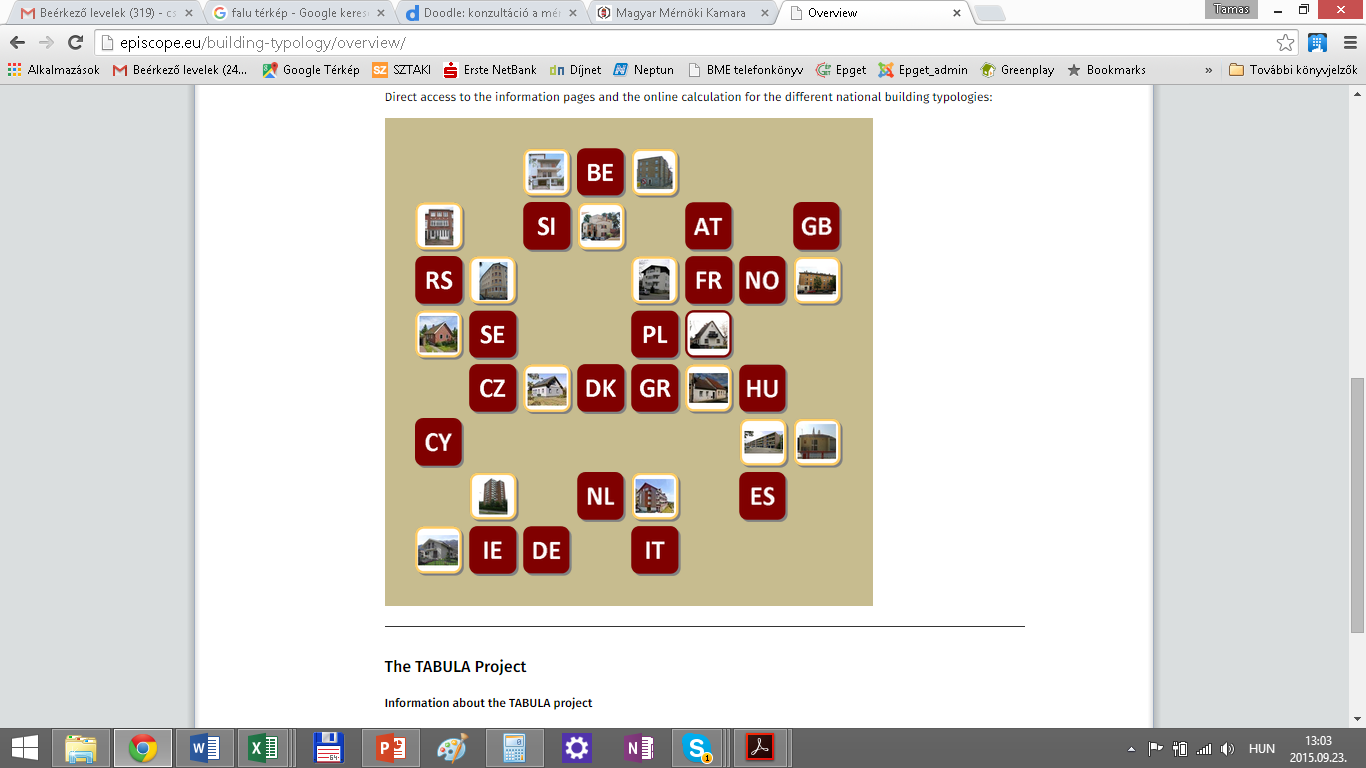 Beérkező levelek (319) - cs
falu térkép - Google keres
Doodle: konzultáció a mér
Magyar Mérnöki Kamara
Overview
Tamas
episcope.eu/building-typology/overview/
Alkalmazások
Beérkező levelek (24...
Google Térkép
SZ SZTAKI
Erste NetBank
dn Díjnet
Neptun
BME telefonkönyv
Epget
Epget_admin
Greenplay
Bookmarks
»
További könyvjelzők
Direct access to the information pages and the online calculation for the different national building typologies:
BE
SI AT GB
RS FR NO
SE PL
CZ DK GR HU
CY
NL ES
IE DE IT
The TABULA Project
Information about the TABULA project
HUN
13:03
2015.09.23.